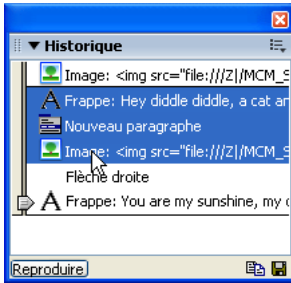 Historique
Image: <img src="file:///Z|/MCM_S
Frappe: Hey diddle diddle, a cat an
Nouveau paragraphe
Image: <img src="file:///Z|/MCM_S
Flèche droite
Frappe: You are my sunshine, my
Reproduire